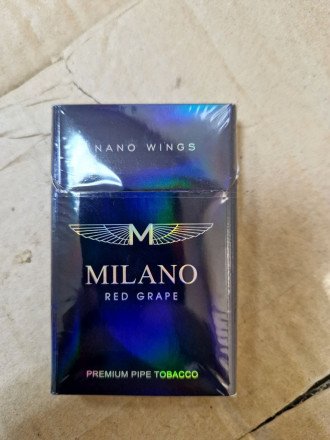 NANO WINGS
M
MILANO
RED GRAPE
PREMIUM PIPE TOBACCO